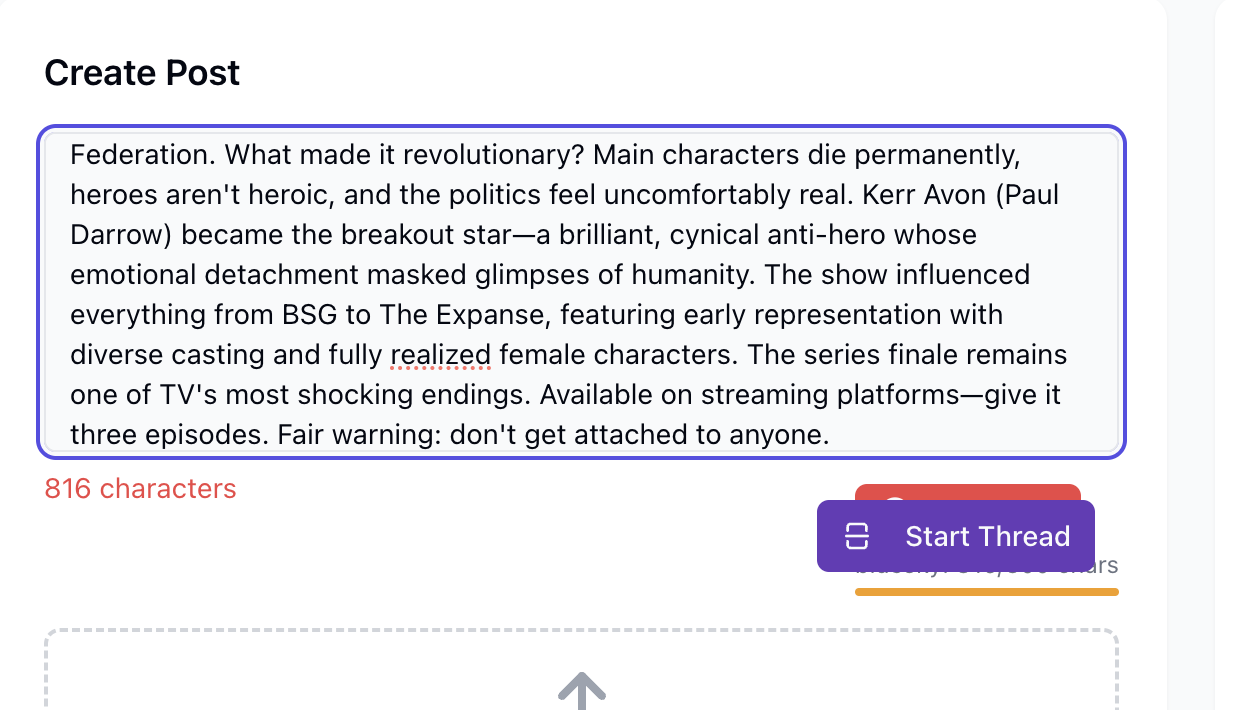 Create Post
Federation. What made it revolutionary? Main characters die permanently,
heroes aren't heroic, and the politics feel uncomfortably real. Kerr Avon (Paul
Darrow) became the breakout star—a brilliant, cynical anti-hero whose
emotional detachment masked glimpses of humanity. The show influenced
everything from BSG to The Expanse, featuring early representation with
diverse casting and fully realized female characters. The series finale remains
one of TV's most shocking endings. Available on streaming platforms—give it
three episodes. Fair warning: don't get attached to anyone.
816 characters
Start Thread